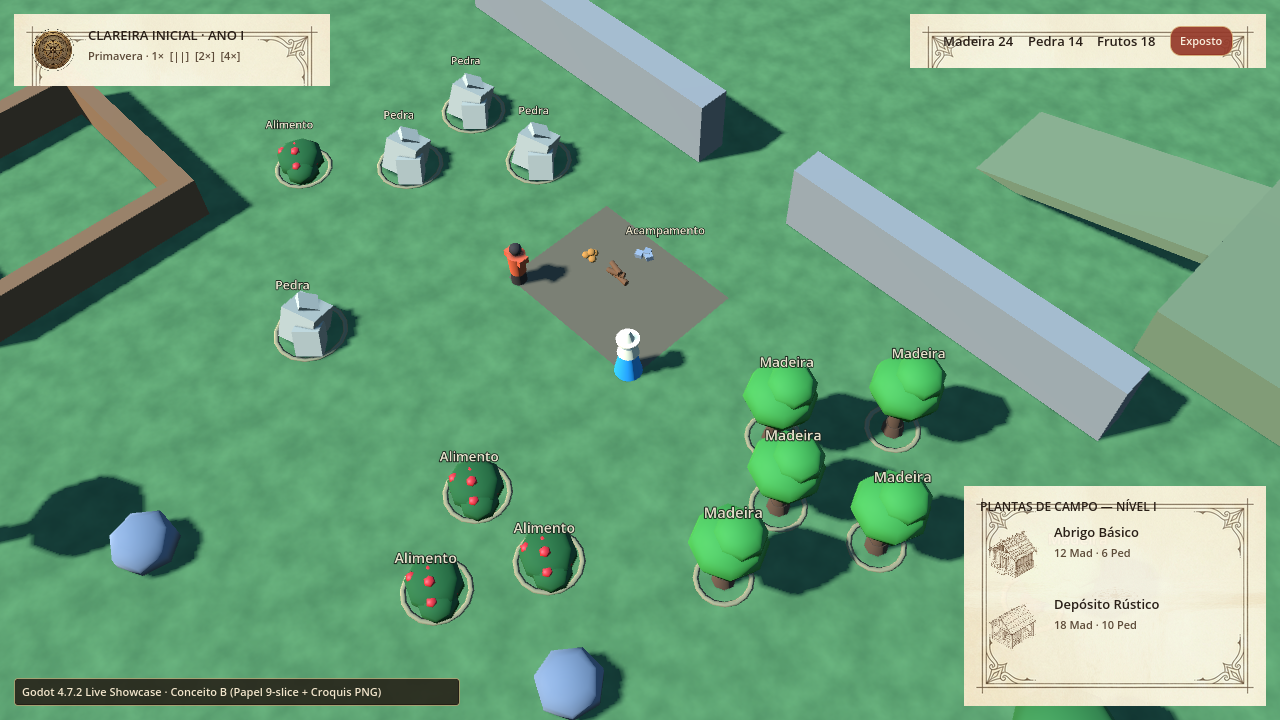 CLAREIRA INICIAL · ANO I
Primavera · 1× [||] [2×] [4×]
Madeira 24 Pedra 14 Frutos 18 Exposto
Pedra
Pedra
Pedra
Alimento
Acampamento
Pedra
Madeira
Madeira
Madeira
Alimento
Madeira
Madeira
Alimento
Alimento
PLANTAS DE CAMPO — NÍVEL I
Abrigo Básico
12 Mad · 6 Ped
Depósito Rústico
18 Mad · 10 Ped
Godot 4.7.2 Live Showcase · Conceito B (Papel 9-slice + Croquis PNG)